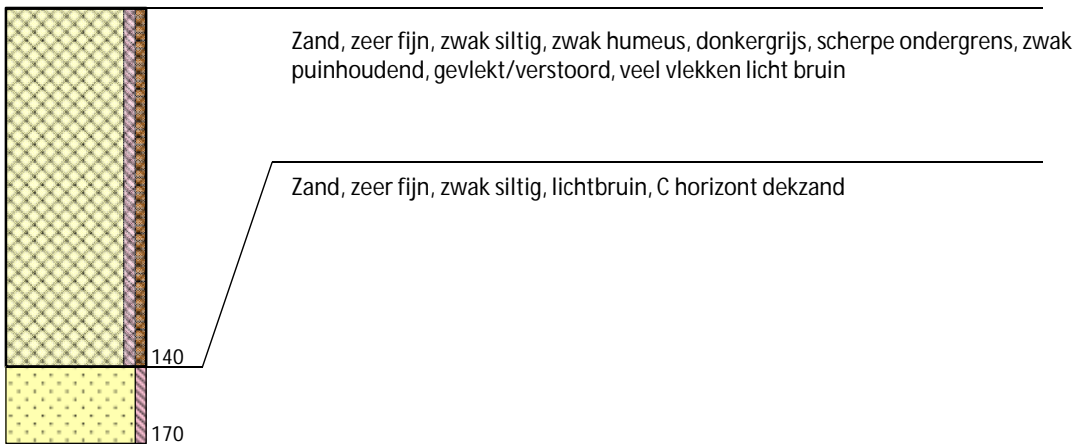 Zand, zeer fijn, zwak siltig, zwak humeus, donkergrijs, scherpe ondergrens, zwak
puinhoudend, gevlekt/verstoord, veel vlekken licht bruin
Zand, zeer fijn, zwak siltig, lichtbruin, C horizont dekzand
140
170